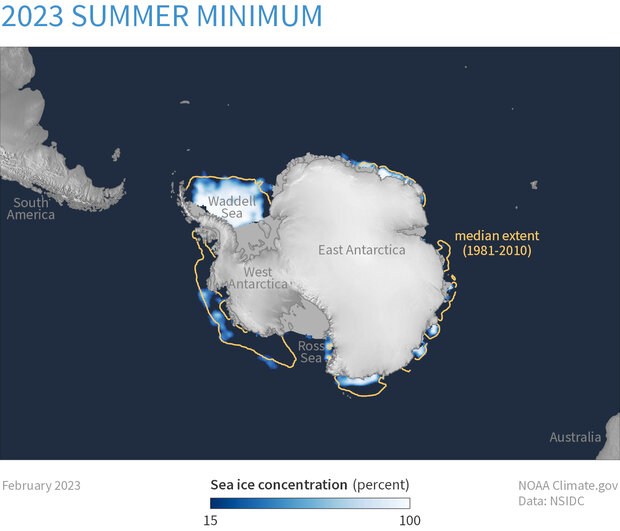 2023 SUMMER MINIMUM
South
America
Waddell
Sea
East Antarctica
median extent
(1981-2010)
West
Antarctica
Ross
Sea
Australia
February 2023
Sea ice concentration (percent)
15
100
NOAA Climate.gov
Data: NSIDC